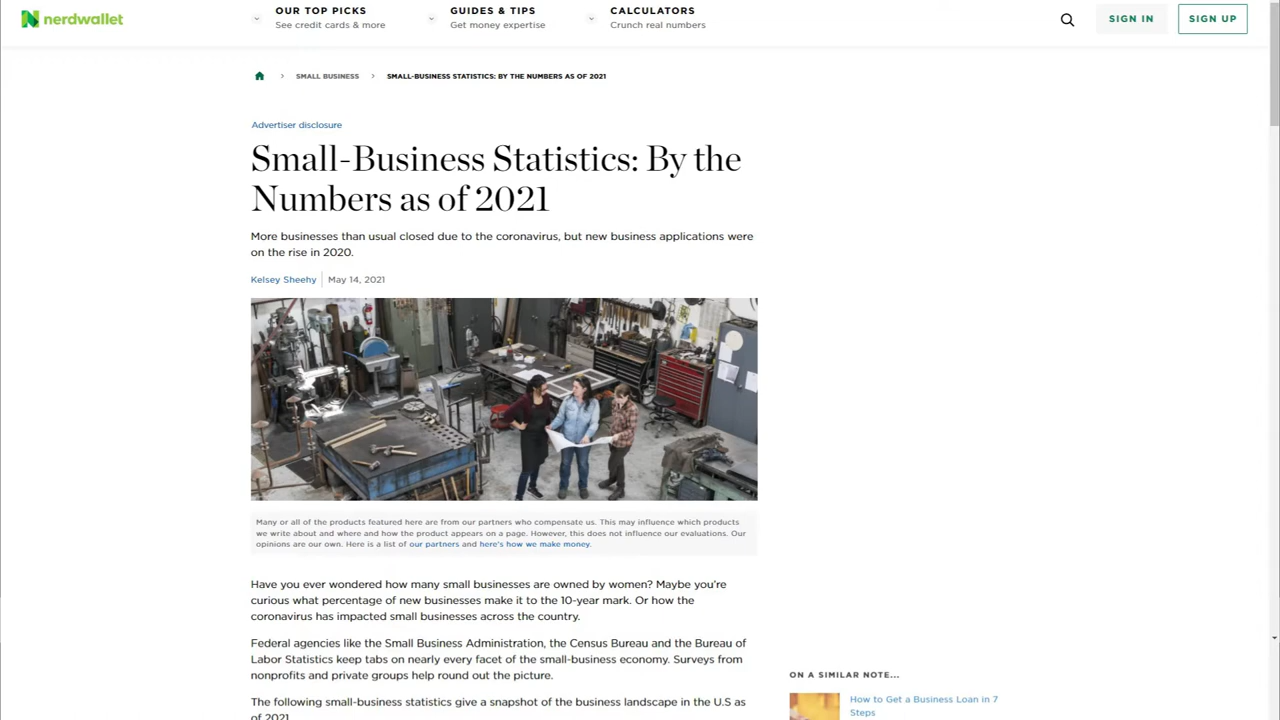 nerdwallet
OUR TOP PICKS
See credit cards & more
GUIDES & TIPS
Get money expertise
CALCULATORS
Crunch real numbers
SIGN IN
SIGN UP
SMALL BUSINESS
SMALL-BUSINESS STATISTICS: BY THE NUMBERS AS OF 2021
Advertiser disclosure
Small-Business Statistics: By the
Numbers as of 2021
More businesses than usual closed due to the coronavirus, but new business applications were
on the rise in 2020.
Kelsey Sheehy
May 14, 2021
Many or all of the products featured here are from our partners who compensate us. This may influence which products
we write about and where and how the product appears on a page. However, this does not influence our evaluations. Our
opinions are our own. Here is a list of our partners and here's how we make money.
Have you ever wondered how many small businesses are owned by women? Maybe you're
curious what percentage of new businesses make it to the 10-year mark. Or how the
coronavirus has impacted small businesses across the country.
Federal agencies like the Small Business Administration, the Census Bureau and the Bureau of
Labor Statistics keep tabs on nearly every facet of the small-business economy. Surveys from
nonprofits and private groups help round out the picture.
The following small-business statistics give a snapshot of the business landscape in the U.S as
of 2021.
ON A SIMILAR NOTE...
How to Get a Business Loan in 7
Steps